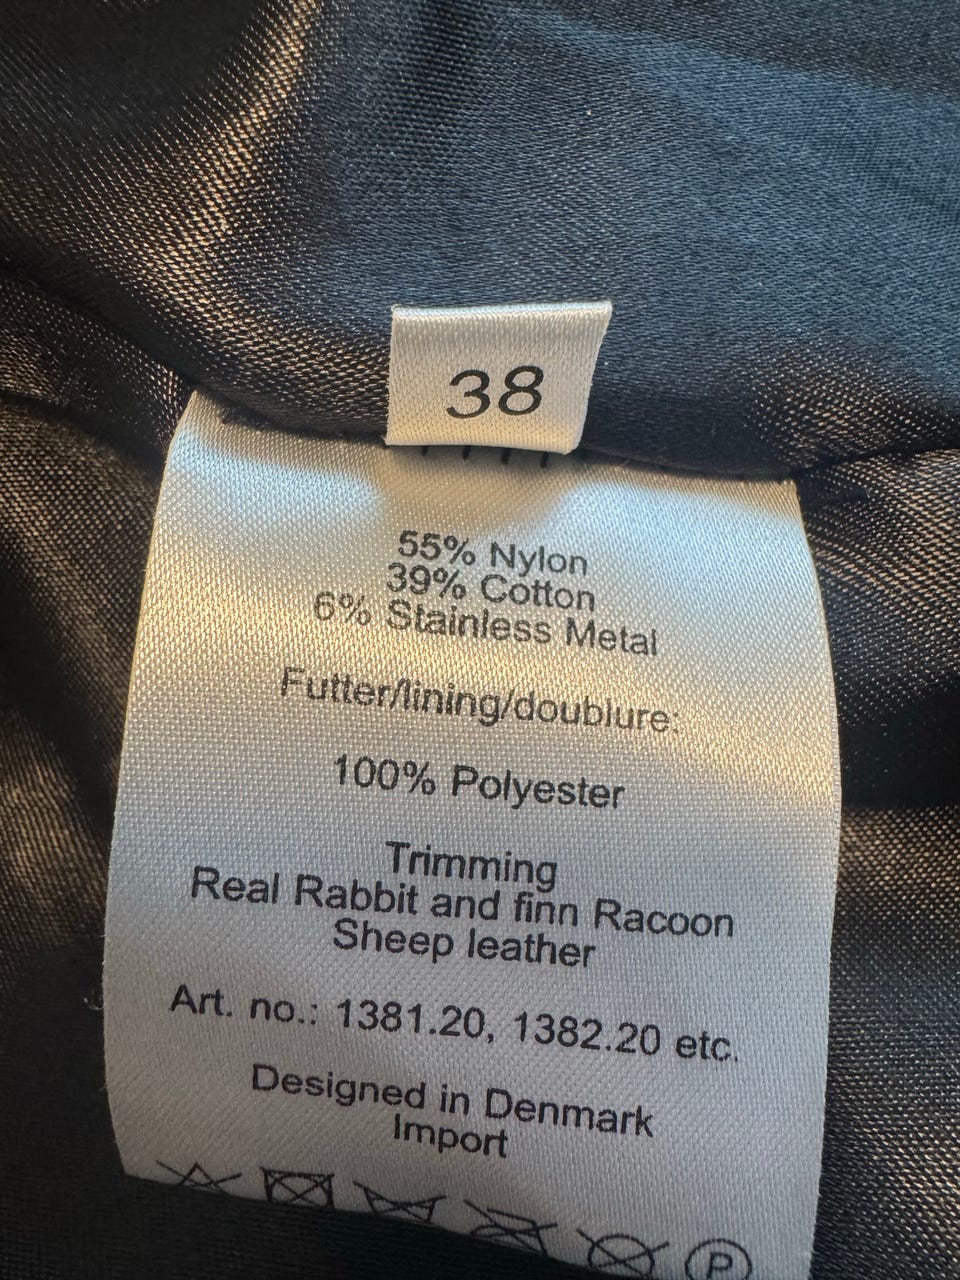 38
55% Nylon
39% Cotton
6% Stainless Metal
Futter/lining/doublure:
100% Polyester
Trimming
Real Rabbit and finn Racoon
Sheep leather
Art. no.: 1381.20, 1382.20 etc.
Designed in Denmark
Import
P